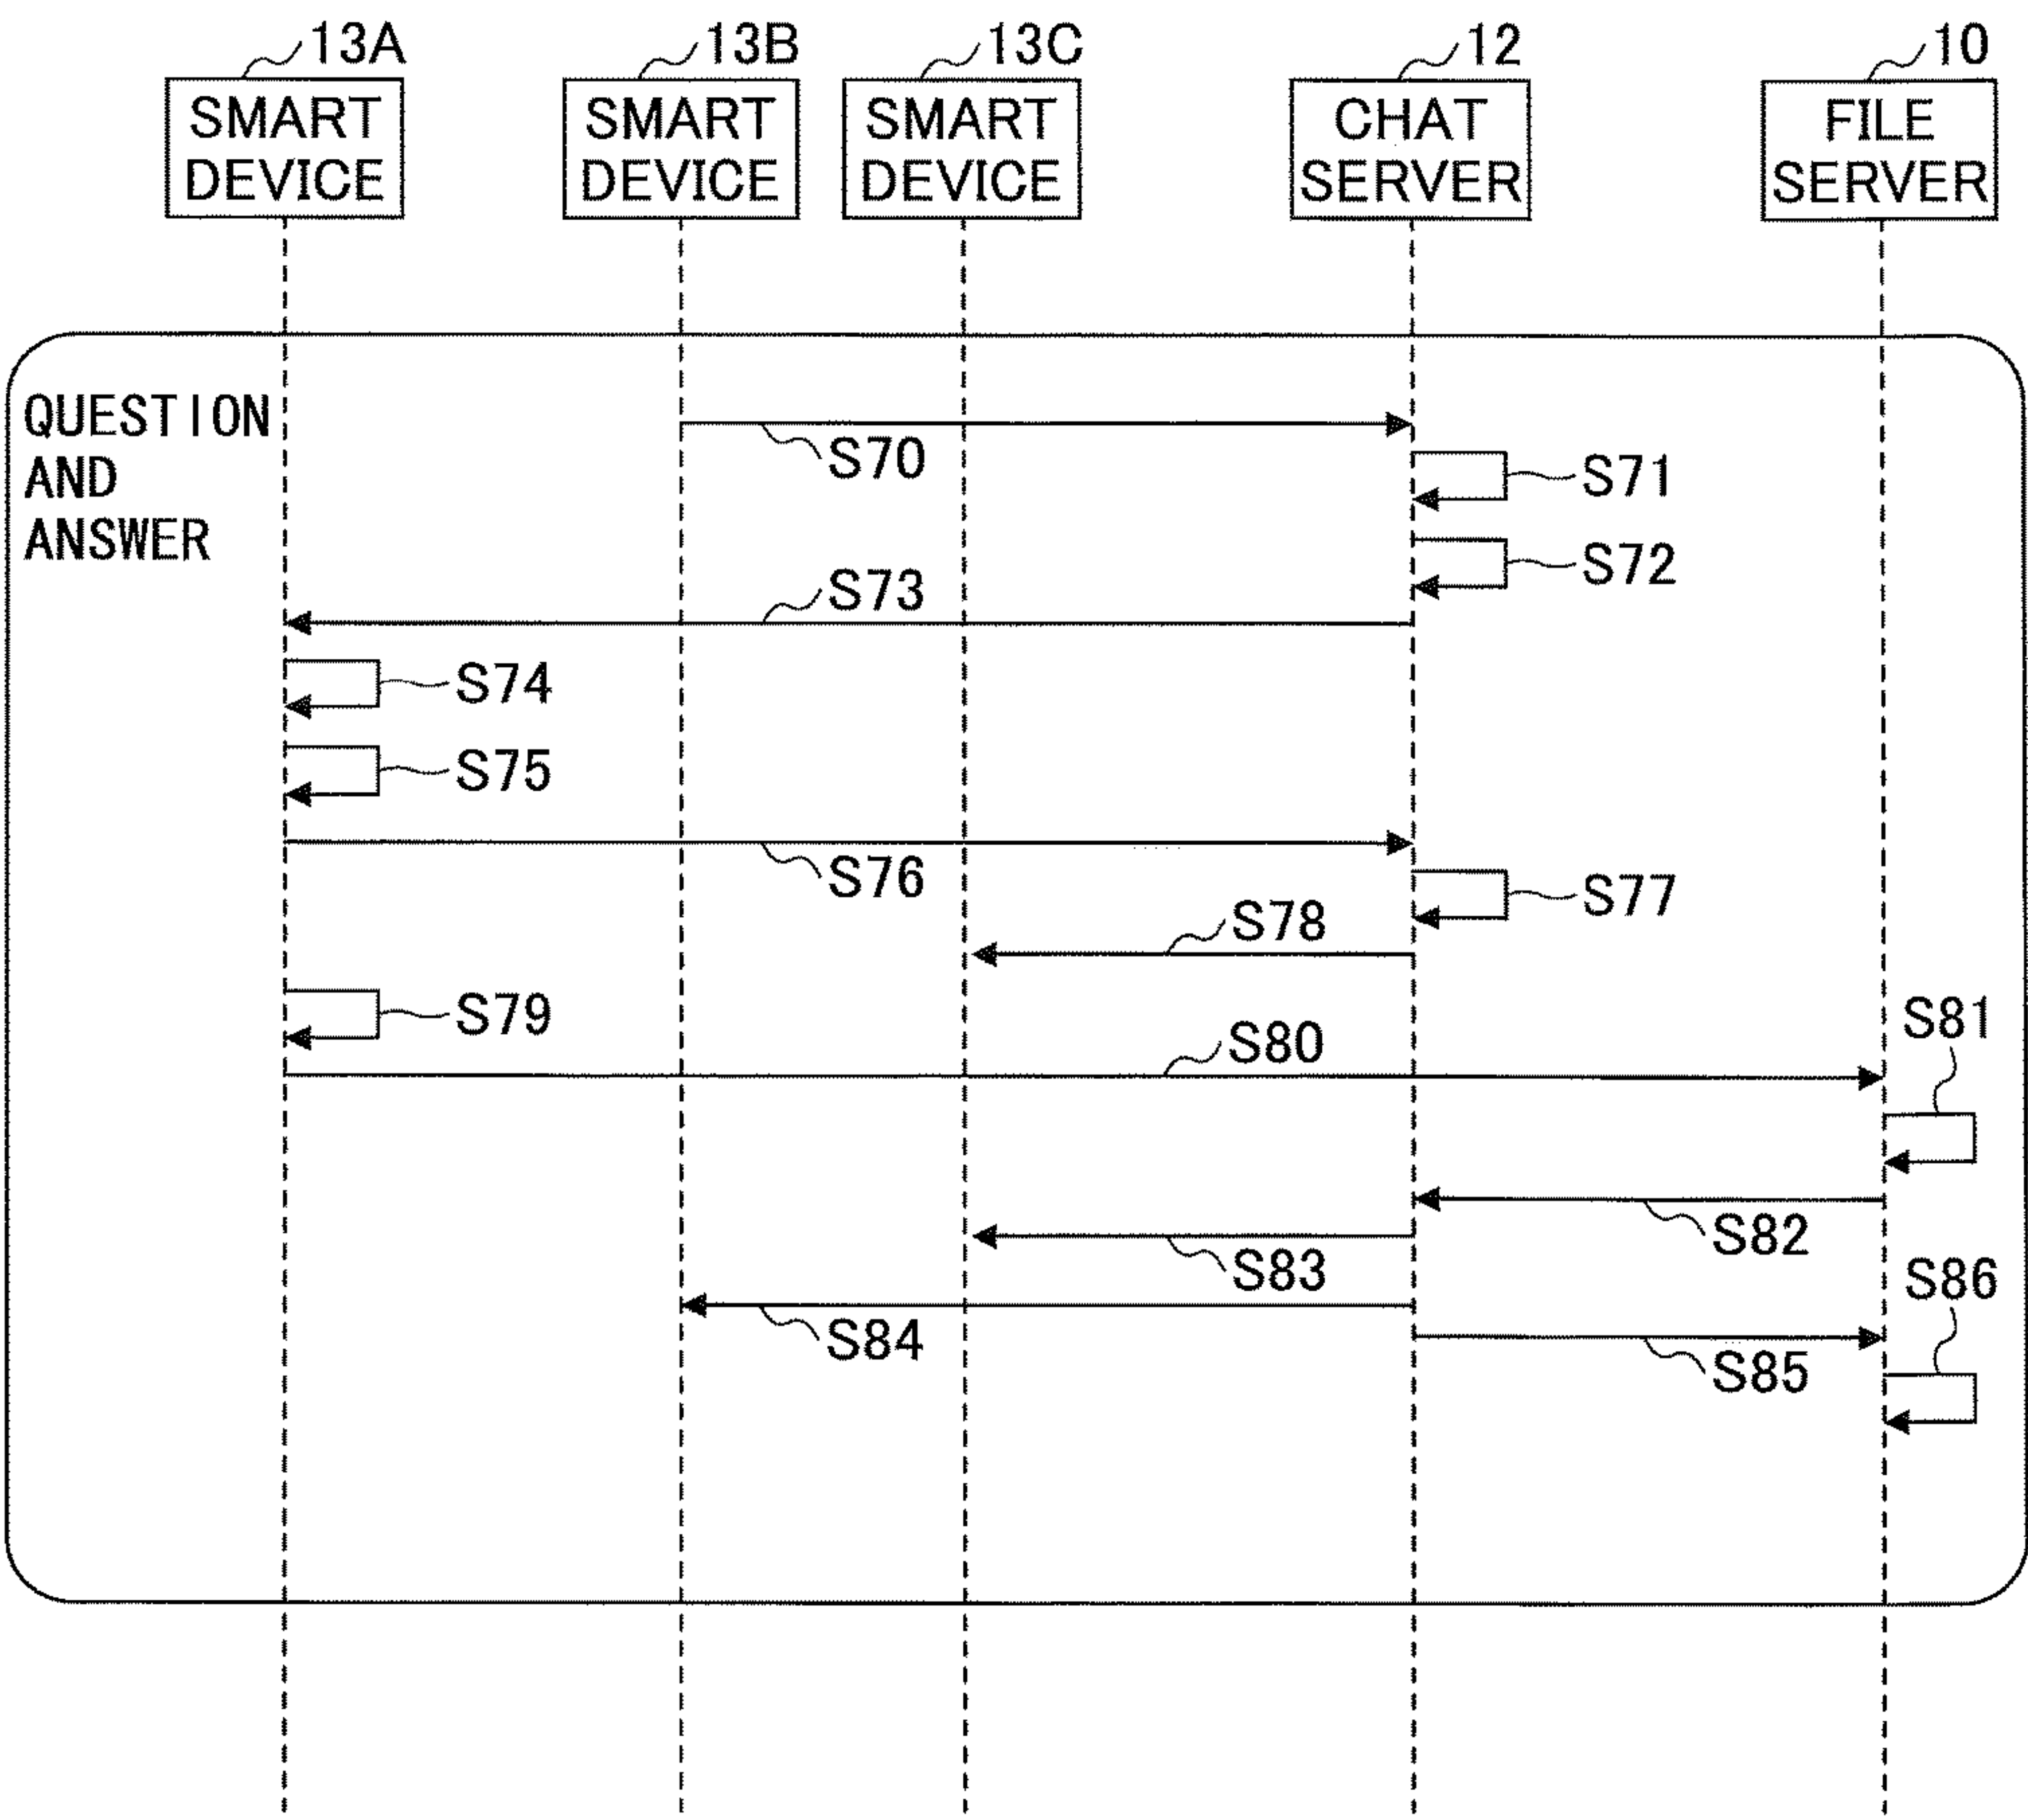 13A
13B
13C
12
10
SMART
DEVICE
SMART
DEVICE
SMART
DEVICE
CHAT
SERVER
FILE
SERVER
QUESTION
AND
ANSWER
S70
S71
S72
S73
S74
S75
S76
S77
S78
S79
S80
S81
S82
S83
S84
S85
S86